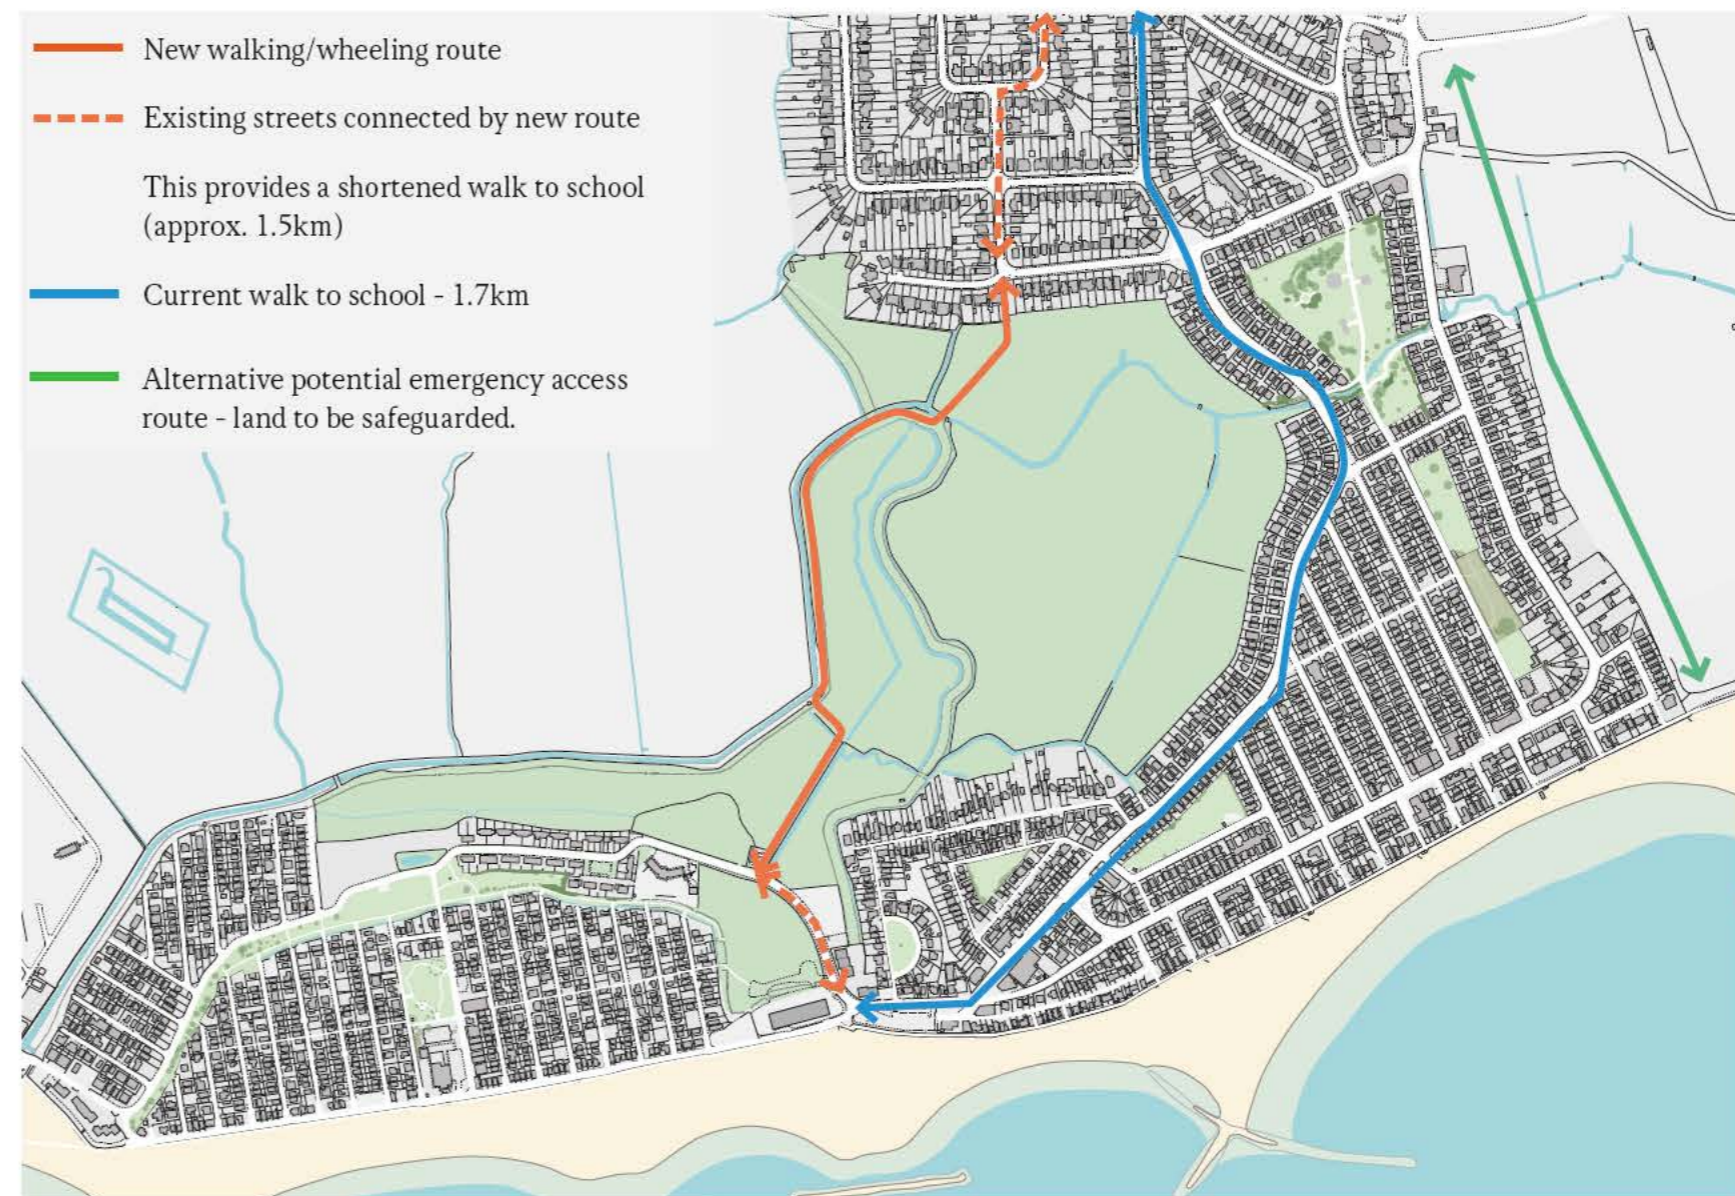 New walking/wheeling route
Existing streets connected by new route
This provides a shortened walk to school
(approx. 1.5km)
Current walk to school - 1.7km
Alternative potential emergency access
route - land to be safeguarded.